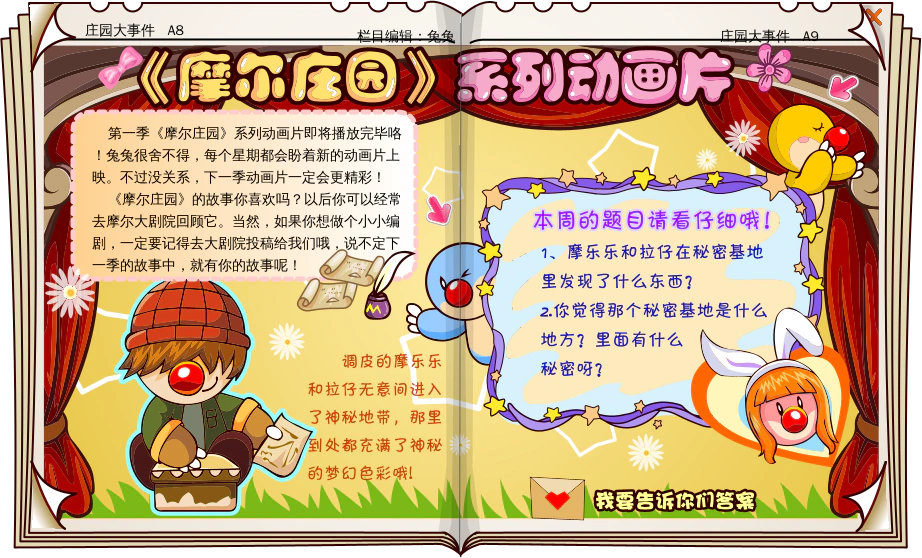 庄园大事件 A8
栏目编辑：兔兔
庄园大事件 A9
《摩尔庄园》系列动画片
第一季《摩尔庄园》系列动画片即将播放完毕咯
！兔兔很舍不得，每个星期都会盼着新的动画片上
映。不过没关系，下一季动画片一定会更精彩！
《摩尔庄园》的故事你喜欢吗？以后你可以经常
去摩尔大剧院回顾它。当然，如果你想做个小小编
剧，一定要记得去大剧院投稿给我们哦，说不定下
一季的故事中，就有你的故事呢！
调皮的摩乐乐
和拉仔无意间进入
了神秘地带，那里
到处都充满了神秘
的梦幻色彩哦!
本周的题目请看仔细哦!
1、摩乐乐和拉仔在秘密基地
里发现了什么东西?
2.你觉得那个秘密基地是什么
地方? 里面有什么
秘密呀?
我要告诉你们答案